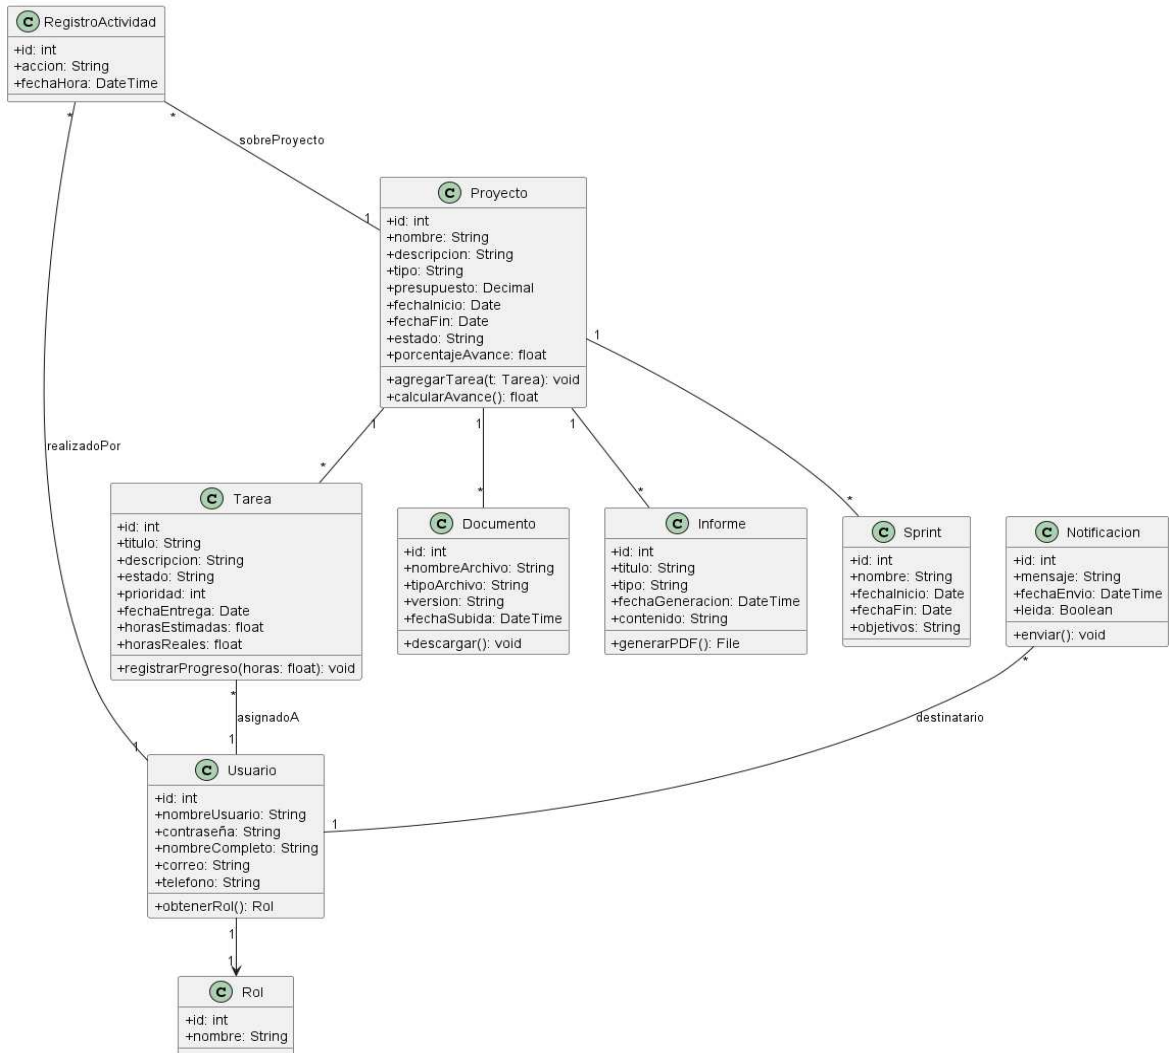 C RegistroActividad
+id: int
+accion: String
+fechaHora: DateTime
*
*
sobreProyecto
1
C Proyecto
+id: int
+nombre: String
+descripcion: String
+tipo: String
+presupuesto: Decimal
+fechaInicio: Date
+fechaFin: Date
+estado: String
+porcentajeAvance: float
+agregarTarea(t: Tarea): void
+calcularAvance(): float
1
1
1
1
realizadoPor
*
*
*
*
C Tarea
+id: int
+titulo: String
+descripcion: String
+estado: String
+prioridad: int
+fechaEntrega: Date
+horasEstimadas: float
+horasReales: float
+registrarProgreso(horas: float): void
C Documento
+id: int
+nombreArchivo: String
+tipoArchivo: String
+version: String
+fechaSubida: DateTime
+descargar(): void
C Informe
+id: int
+titulo: String
+tipo: String
+fechaGeneracion: DateTime
+contenido: String
+generarPDF(): File
C Sprint
+id: int
+nombre: String
+fechaInicio: Date
+fechaFin: Date
+objetivos: String
C Notificacion
+id: int
+mensaje: String
+fechaEnvio: DateTime
+leida: Boolean
+enviar(): void
*
*
asignadoA
destinatario
1
1
C Usuario
+id: int
+nombreUsuario: String
+contraseña: String
+nombreCompleto: String
+correo: String
+telefono: String
+obtenerRol(): Rol
1
1
1
C Rol
+id: int
+nombre: String